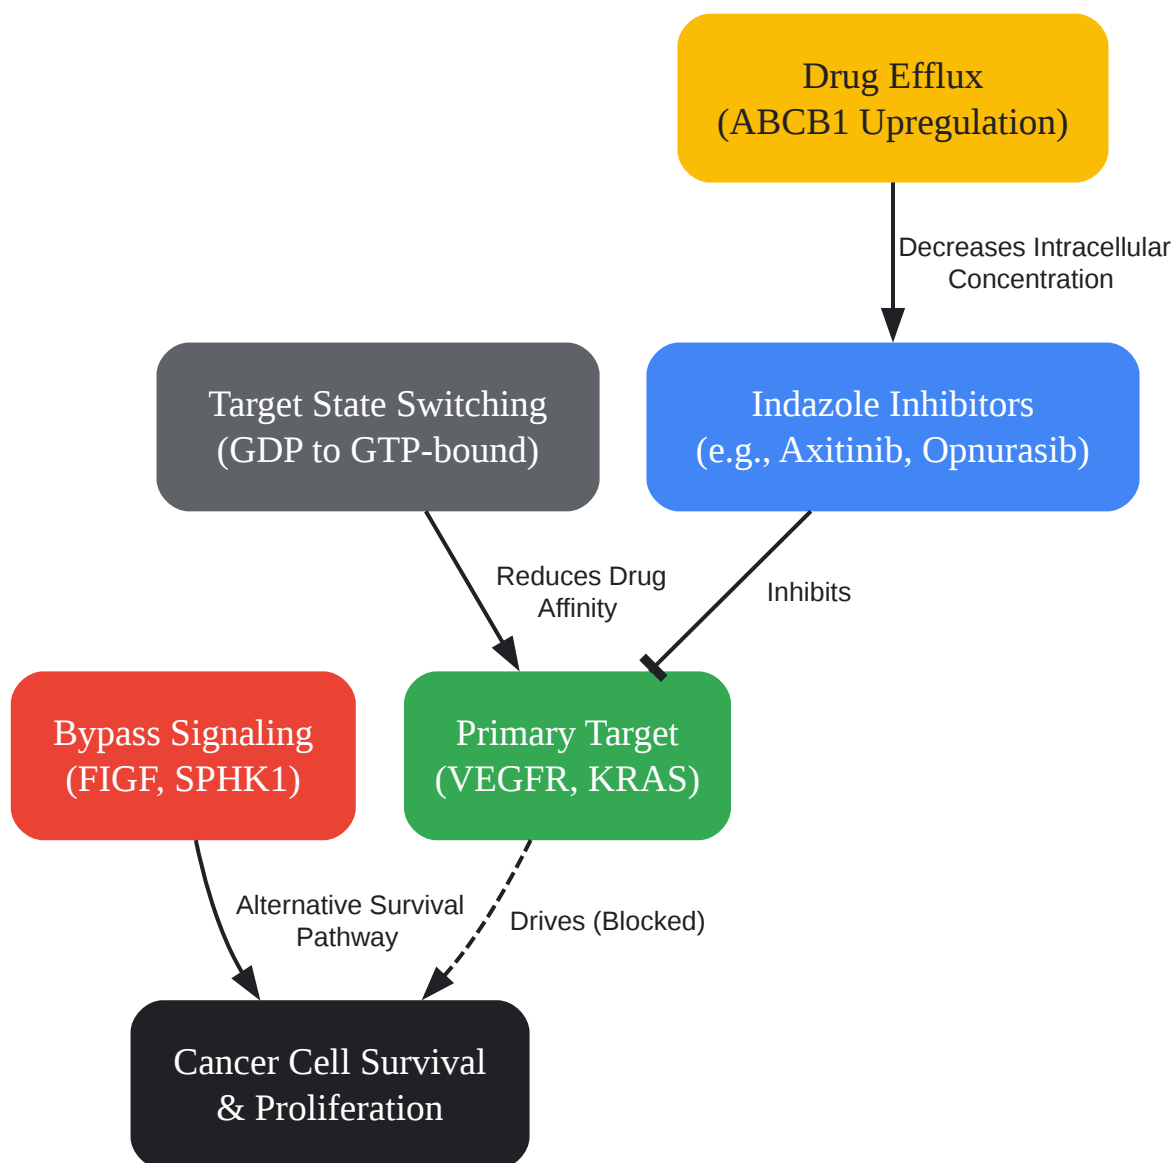 Drug Efflux
(ABCB1 Upregulation)
Decreases Intracellular
Concentration
Target State Switching
(GDP to GTP-bound)
Indazole Inhibitors
(e.g., Axitinib, Opnurasib)
Reduces Drug
Affinity
Inhibits
Bypass Signaling
(FIGF, SPHK1)
Primary Target
(VEGFR, KRAS)
Alternative Survival
Pathway
Drives (Blocked)
Cancer Cell Survival
& Proliferation